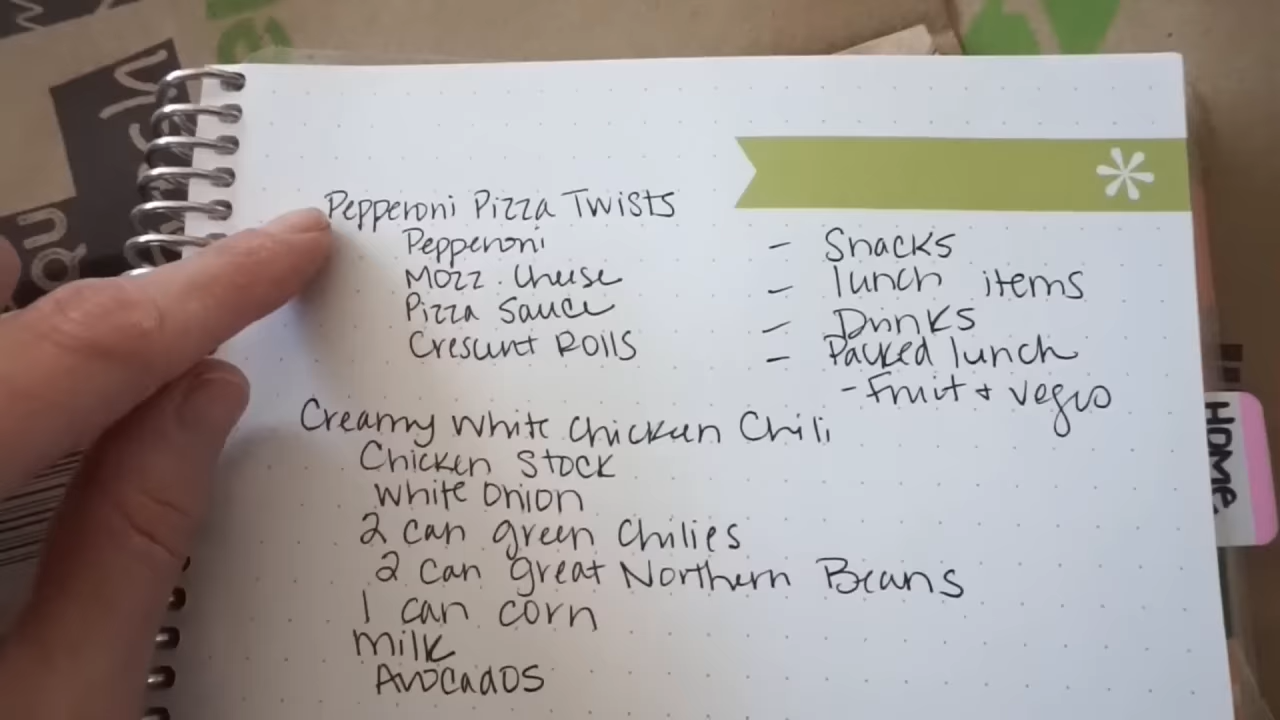 Pepperoni Pizza Twists
Pepperoni
Mozz. Cheese
Pizza Sauce
Crescent Rolls
- Snacks
- lunch items
- Drinks
- Packed lunch
- Fruit + vegis
Creamy White Chicken Chili
Chicken Stock
White Onion
2 can green Chilies
2 can great Northern Beans
1 can corn
Milk
Avocados
HOME